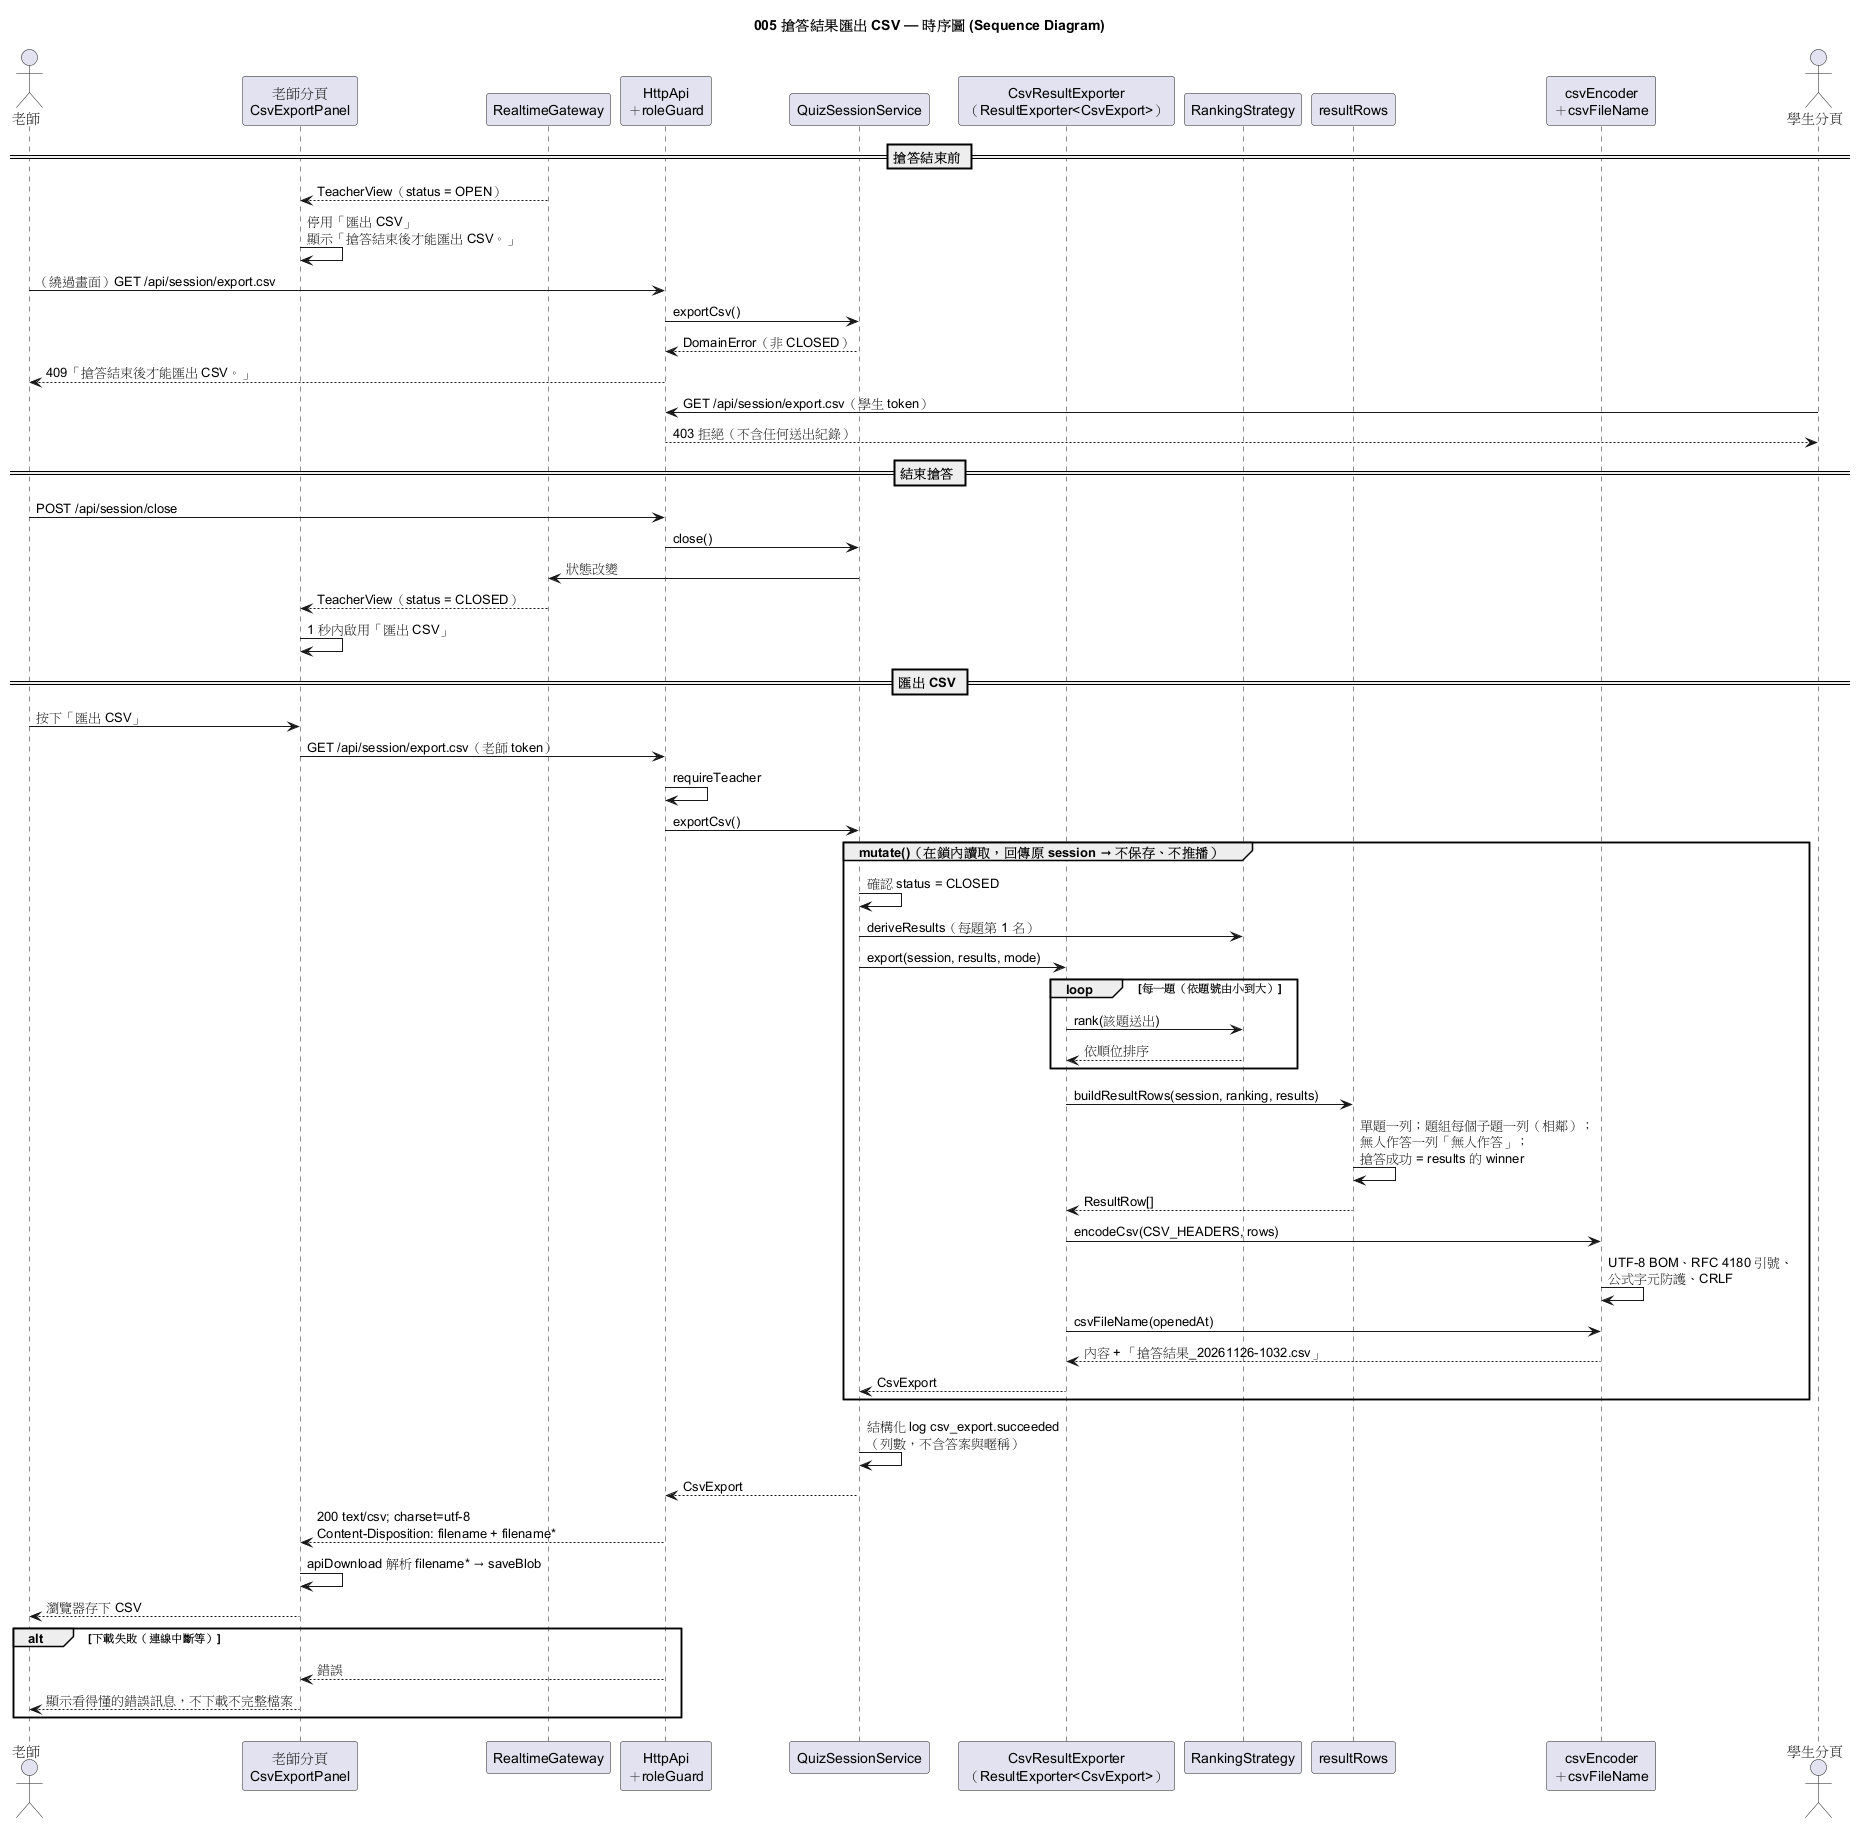 005 搶答結果匯出 CSV — 時序圖 (Sequence Diagram)
老師
老師分頁
CsvExportPanel
RealtimeGateway
HttpApi
＋roleGuard
QuizSessionService
CsvResultExporter
（ResultExporter<CsvExport>）
RankingStrategy
resultRows
csvEncoder
＋csvFileName
學生分頁
搶答結束前
TeacherView（status = OPEN）
停用「匯出 CSV」
顯示「搶答結束後才能匯出 CSV。」
（繞過畫面）GET /api/session/export.csv
exportCsv()
DomainError（非 CLOSED）
409「搶答結束後才能匯出 CSV。」
GET /api/session/export.csv（學生 token）
403 拒絕（不含任何送出紀錄）
結束搶答
POST /api/session/close
close()
狀態改變
TeacherView（status = CLOSED）
1 秒內啟用「匯出 CSV」
匯出 CSV
按下「匯出 CSV」
GET /api/session/export.csv（老師 token）
requireTeacher
exportCsv()
mutate()（在鎖內讀取，回傳原 session → 不保存、不推播）
確認 status = CLOSED
deriveResults（每題第 1 名）
export(session, results, mode)
loop [每一題（依題號由小到大）]
rank(該題送出)
依順位排序
buildResultRows(session, ranking, results)
單題一列；題組每個子題一列（相鄰）；
無人作答一列「無人作答」；
搶答成功 = results 的 winner
ResultRow[]
encodeCsv(CSV_HEADERS, rows)
UTF-8 BOM、RFC 4180 引號、
公式字元防護、CRLF
csvFileName(openedAt)
內容 + 「搶答結果_20261126-1032.csv」
CsvExport
結構化 log csv_export.succeeded
（列數，不含答案與暱稱）
CsvExport
200 text/csv; charset=utf-8
Content-Disposition: filename + filename*
apiDownload 解析 filename* → saveBlob
瀏覽器存下 CSV
alt [下載失敗（連線中斷等）]
錯誤
顯示看得懂的錯誤訊息，不下載不完整檔案
老師
老師分頁
CsvExportPanel
RealtimeGateway
HttpApi
＋roleGuard
QuizSessionService
CsvResultExporter
（ResultExporter<CsvExport>）
RankingStrategy
resultRows
csvEncoder
＋csvFileName
學生分頁